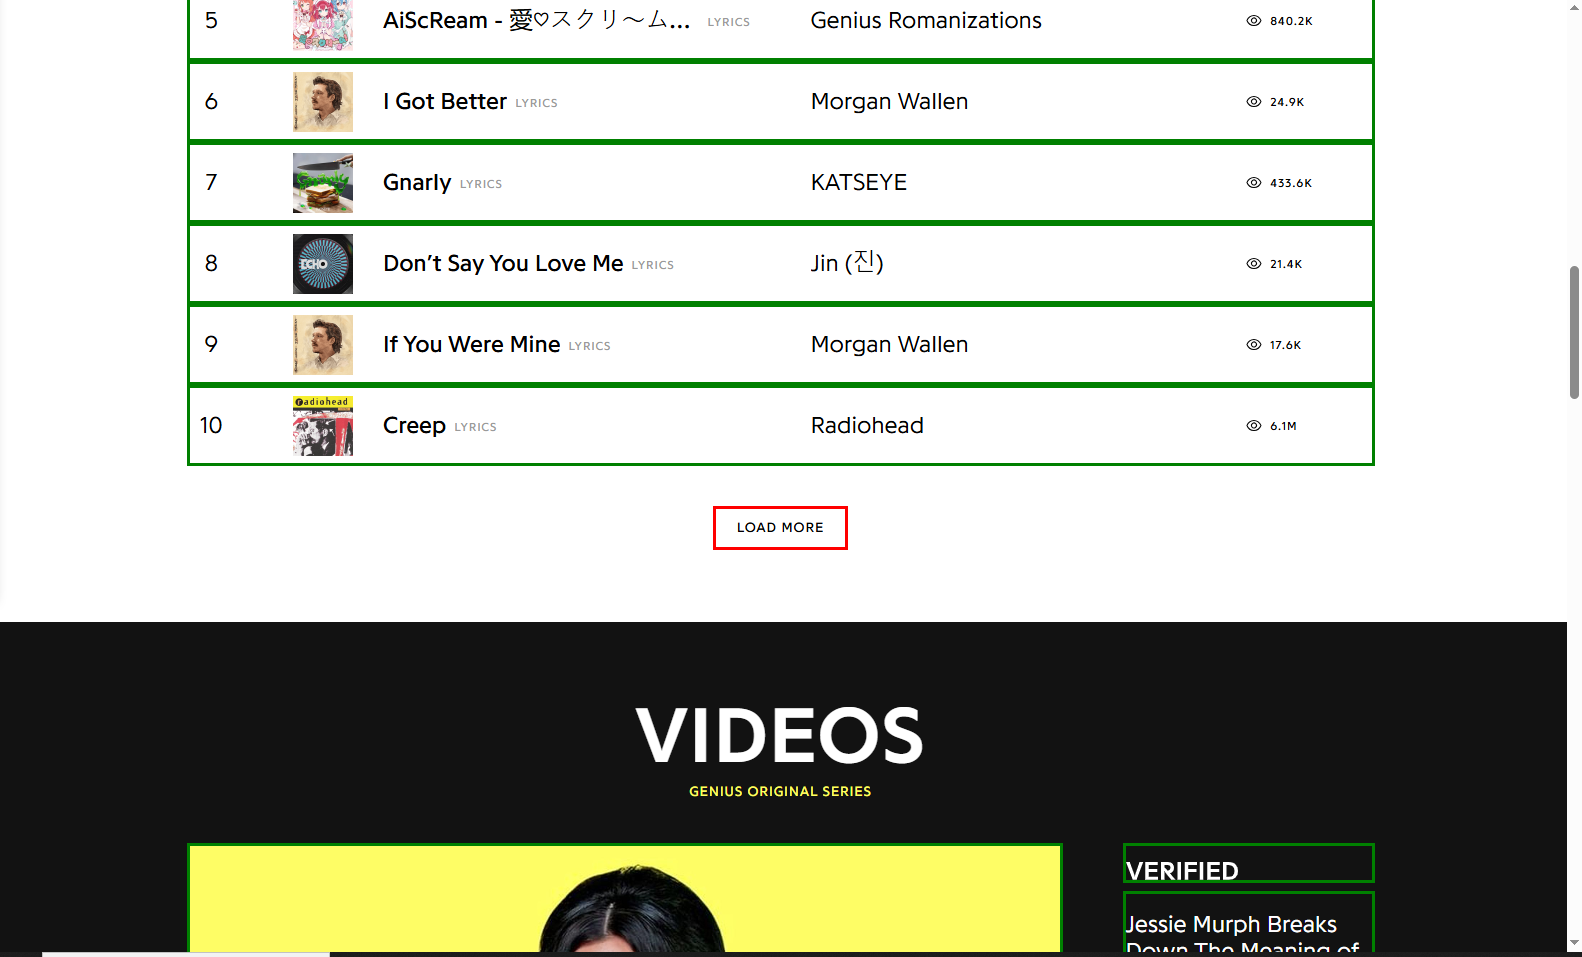 5 AiScReam - 愛♡スクリ～ム... LYRICS Genius Romanizations 840.2K
6 I Got Better LYRICS Morgan Wallen 24.9K
7 Gnarly LYRICS KATSEYE 433.6K
8 Don’t Say You Love Me LYRICS Jin (진) 21.4K
ECHO
9 If You Were Mine LYRICS Morgan Wallen 17.6K
radiohead
10 Creep LYRICS Radiohead 6.1M
LOAD MORE
VIDEOS
GENIUS ORIGINAL SERIES
VERIFIED
Jessie Murph Breaks
Down The Meaning of